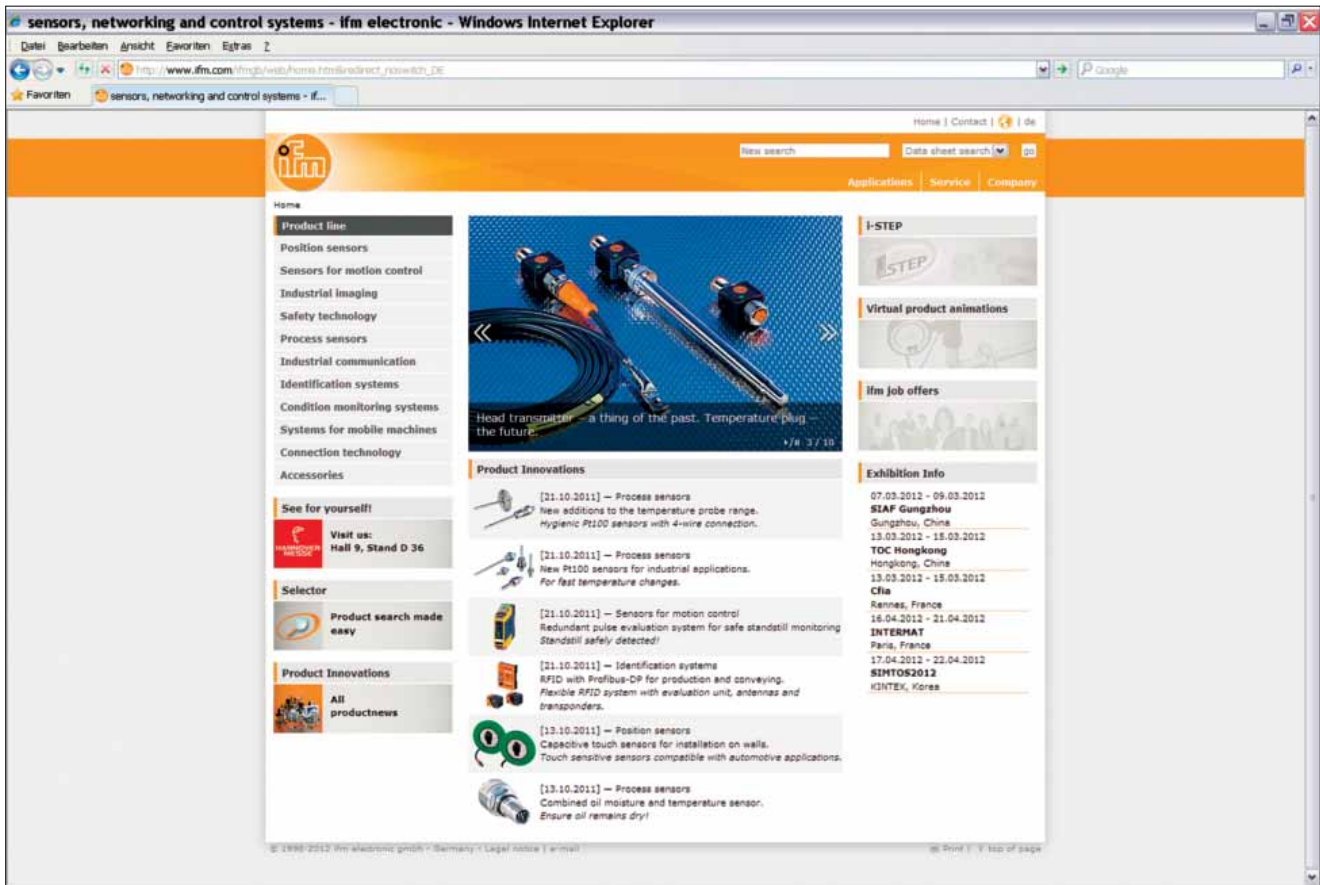 sensors, networking and control systems - ifm electronic - Windows Internet Explorer
Datei Bearbeiten Ansicht Favoriten Extras ?
http://www.ifm.com/ifmgb/web/home.htm&redirect_noswitch_DE
Google
Favoriten
sensors, networking and control systems - if...
Home | Contact | | de
ifm
New search
Data sheet search
go
Applications | Service | Company
Home
Product line
Position sensors
Sensors for motion control
Industrial imaging
Safety technology
Process sensors
Industrial communication
Identification systems
Condition monitoring systems
Systems for mobile machines
Connection technology
Accessories
See for yourself!
HANNOVER
MESSE
Visit us:
Hall 9, Stand D 36
Selector
Product search made
easy
Product Innovations
All
productnews
Head transmitter — a thing of the past. Temperature plug —
the future.
3 / 10
Product Innovations
[21.10.2011] — Process sensors
New additions to the temperature probe range.
Hygienic Pt100 sensors with 4-wire connection.
[21.10.2011] — Process sensors
New Pt100 sensors for industrial applications.
For fast temperature changes.
[21.10.2011] — Sensors for motion control
Redundant pulse evaluation system for safe standstill monitoring
Standstill safely detected!
[21.10.2011] — Identification systems
RFID with Profibus-DP for production and conveying.
Flexible RFID system with evaluation unit, antennas and
transponders.
[13.10.2011] — Position sensors
Capacitive touch sensors for installation on walls.
Touch sensitive sensors compatible with automotive applications.
[13.10.2011] — Process sensors
Combined oil moisture and temperature sensor.
Ensure oil remains dry!
i-STEP
iSTEP
Virtual product animations
ifm job offers
Exhibition Info
07.03.2012 - 09.03.2012
SIAF Gungzhou
Gungzhou, China
13.03.2012 - 15.03.2012
TOC Hongkong
Hongkong, China
13.03.2012 - 15.03.2012
Cfia
Rennes, France
16.04.2012 - 21.04.2012
INTERMAT
Paris, France
17.04.2012 - 22.04.2012
SIMTOS2012
KINTEX, Korea
© 1998-2012 ifm electronic gmbh - Germany - Legal notice | e-mail
Print | top of page